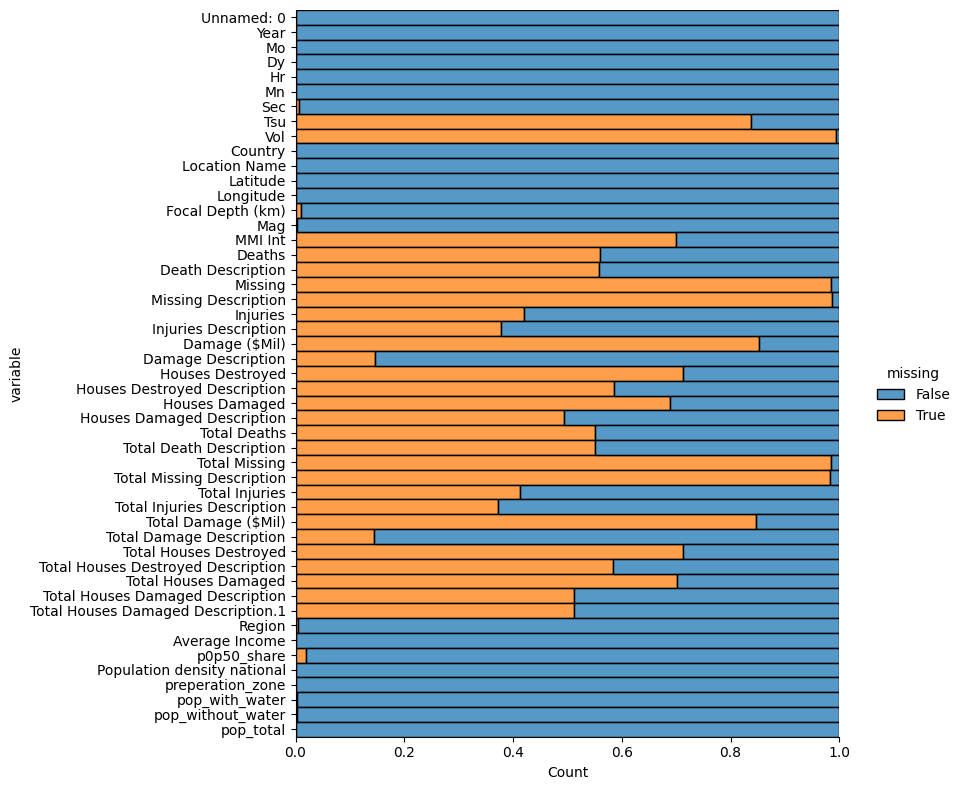 Unnamed: 0
Year
Mo
Dy
Hr
Mn
Sec
Tsu
Vol
Country
Location Name
Latitude
Longitude
Focal Depth (km)
Mag
MMI Int
Deaths
Death Description
Missing
Missing Description
Injuries
Injuries Description
Damage ($Mil)
Damage Description
Houses Destroyed
Houses Destroyed Description
Houses Damaged
Houses Damaged Description
Total Deaths
Total Death Description
Total Missing
Total Missing Description
Total Injuries
Total Injuries Description
Total Damage ($Mil)
Total Damage Description
Total Houses Destroyed
Total Houses Destroyed Description
Total Houses Damaged
Total Houses Damaged Description
Total Houses Damaged Description.1
Region
Average Income
p0p50_share
Population density national
preperation_zone
pop_with_water
pop_without_water
pop_total
variable
0.0 0.2 0.4 0.6 0.8 1.0
Count
missing
False
True